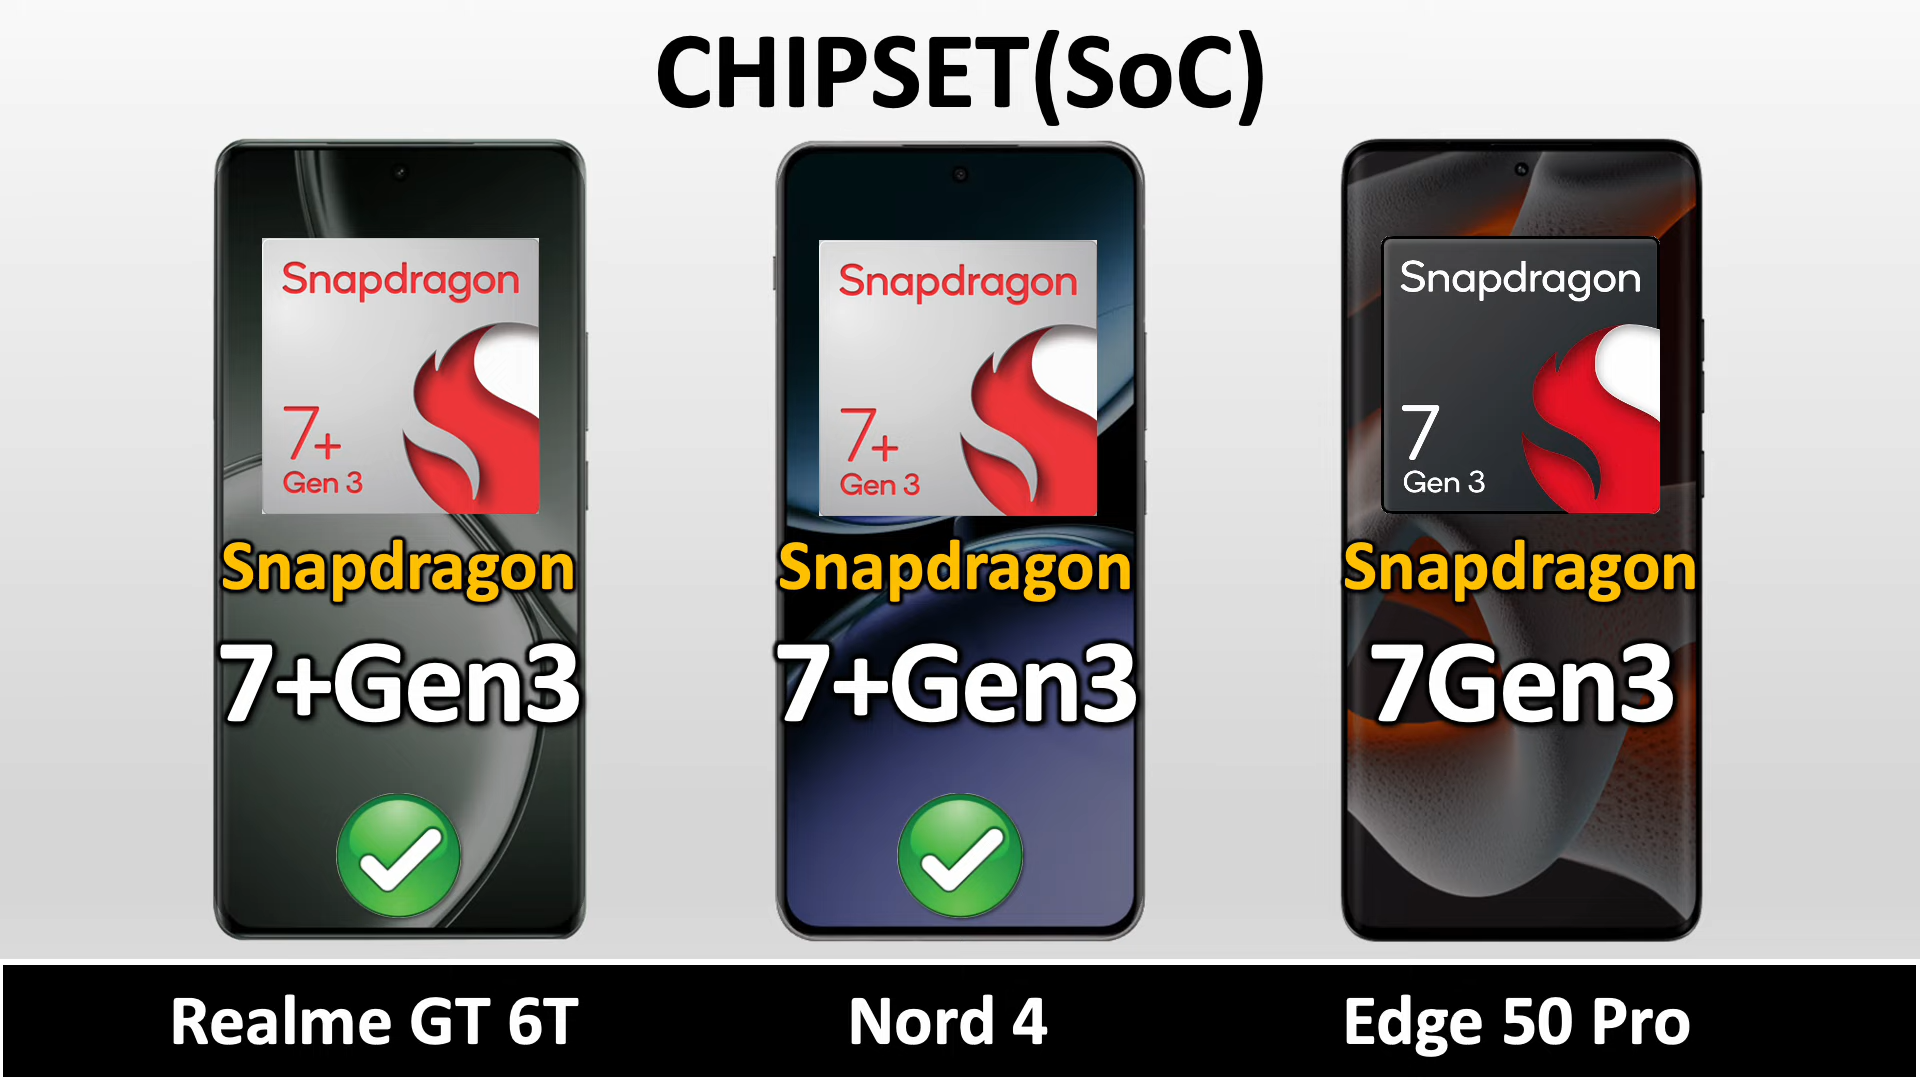 CHIPSET(SoC)
Snapdragon
7+
Gen 3
Snapdragon
7+Gen3
Snapdragon
7+
Gen 3
Snapdragon
7+Gen3
Snapdragon
7
Gen 3
Snapdragon
7Gen3
Realme GT 6T
Nord 4
Edge 50 Pro